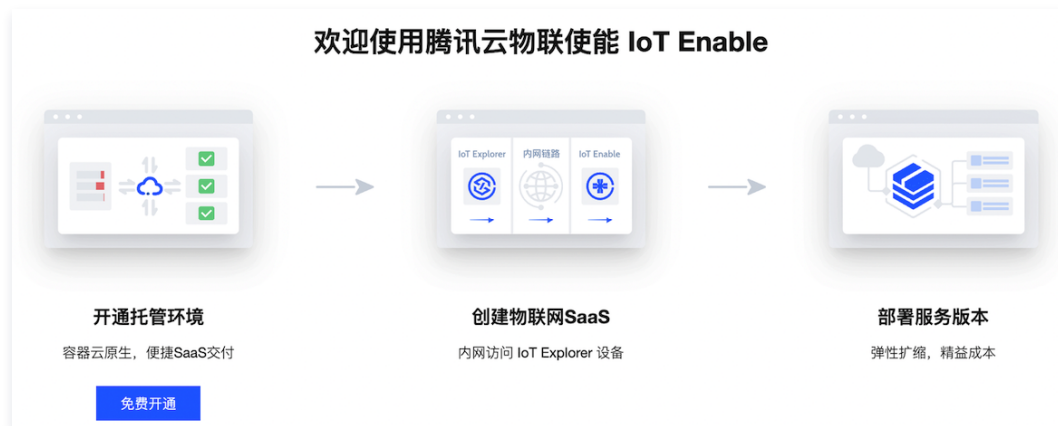 欢迎使用腾讯云物联使能 IoT Enable
IoT Explorer
内网链路
IoT Enable
开通托管环境
创建物联网SaaS
部署服务版本
容器云原生，便捷SaaS交付
内网访问 IoT Explorer 设备
弹性扩缩，精益成本
免费开通